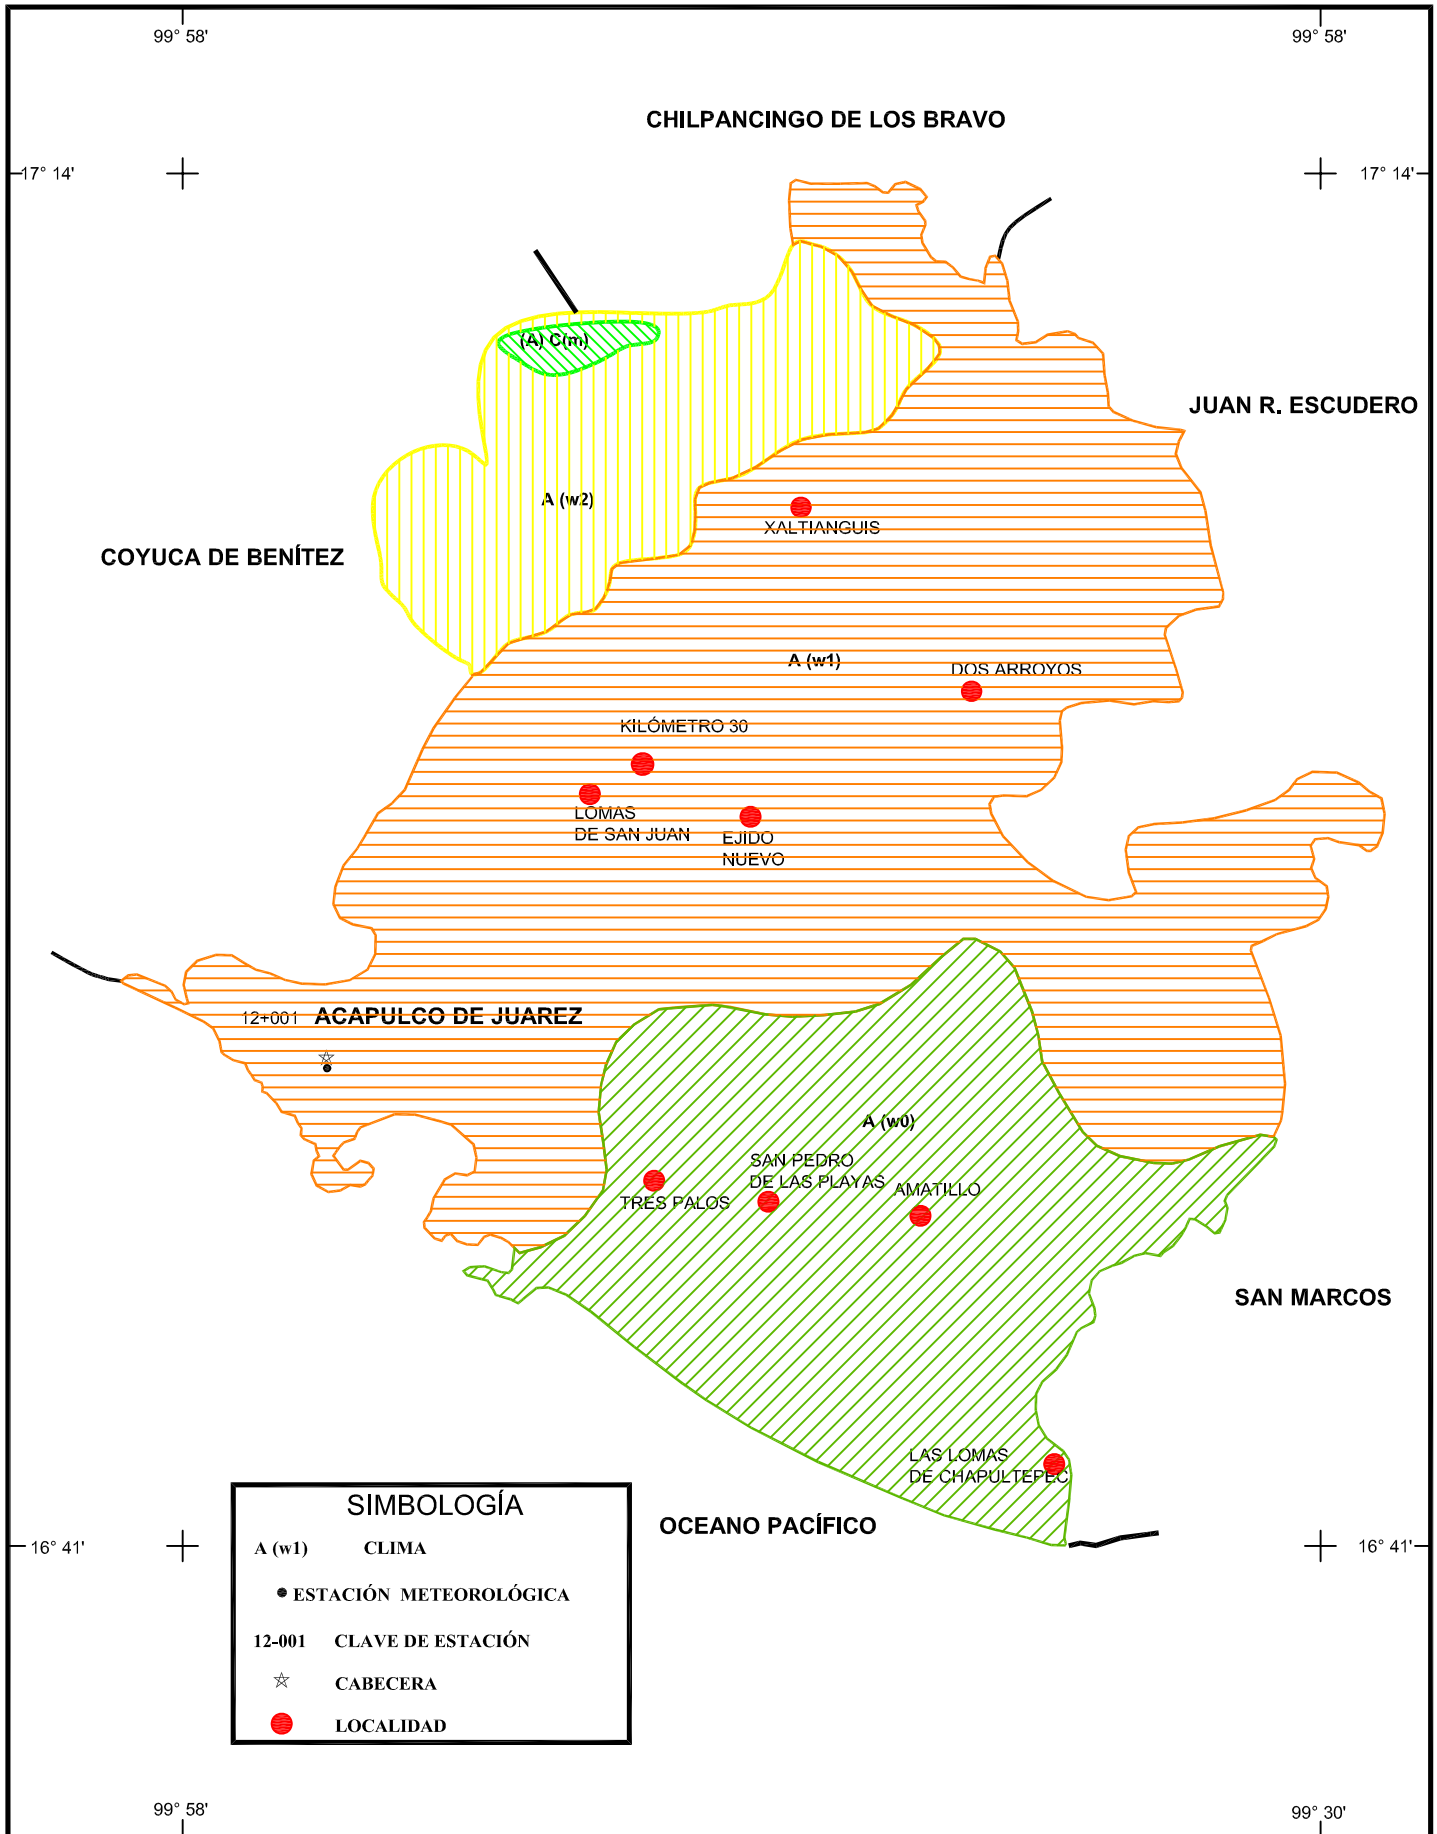 99° 58'
99° 58'
CHILPANCINGO DE LOS BRAVO
17° 14'
17° 14'
(A) C(m)
JUAN R. ESCUDERO
A (w2)
XALTIANGUIS
COYUCA DE BENÍTEZ
A (w1)
DOS ARROYOS
KILÓMETRO 30
LOMAS
DE SAN JUAN
EJIDO
NUEVO
12+001
ACAPULCO DE JUAREZ
A (w0)
SAN PEDRO
DE LAS PLAYAS
AMATILLO
TRES PALOS
SAN MARCOS
LAS LOMAS
DE CHAPULTEPEC
OCEANO PACÍFICO
SIMBOLOGÍA
A (w1) CLIMA
ESTACIÓN METEOROLÓGICA
12-001 CLAVE DE ESTACIÓN
CABECERA
LOCALIDAD
16° 41'
16° 41'
99° 58'
99° 30'